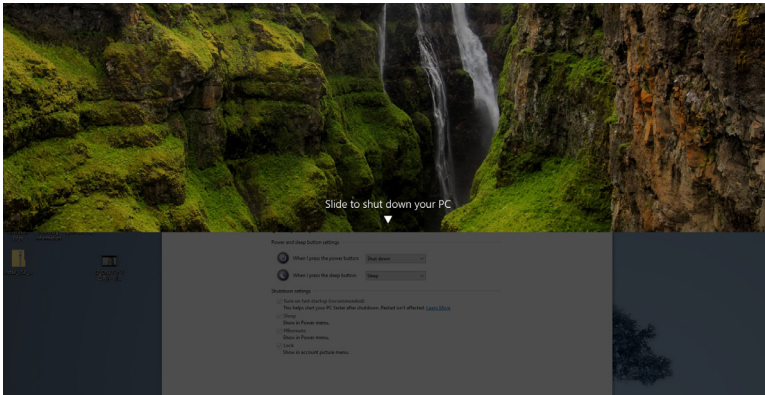 Slide to shut down your PC
Power and sleep button settings
When I press the power button: Shut down
When I press the sleep button: Sleep
Shutdown settings
Turn on fast startup (recommended)
This helps start your PC faster after shutdown. Restart isn't affected. Learn More
Sleep
Show in Power menu.
Hibernate
Show in Power menu.
Lock
Show in account picture menu.